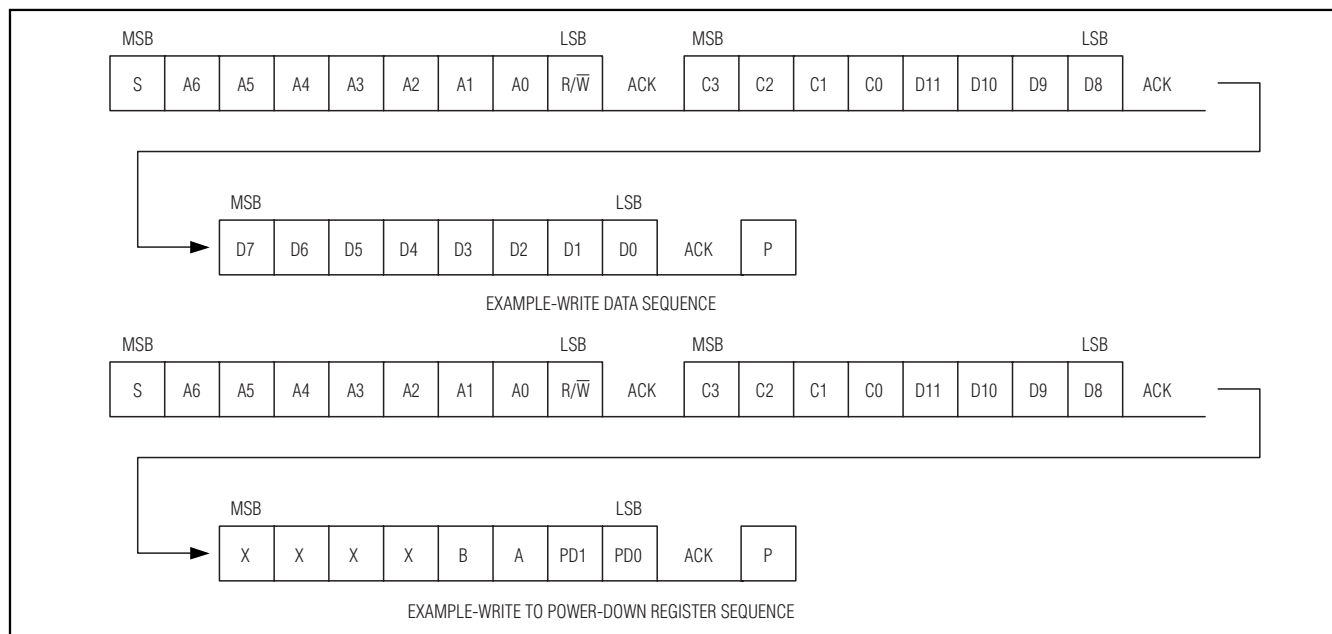 MSB LSB MSB LSB
S A6 A5 A4 A3 A2 A1 A0 R/W̅ ACK C3 C2 C1 C0 D11 D10 D9 D8 ACK
MSB LSB
D7 D6 D5 D4 D3 D2 D1 D0 ACK P
EXAMPLE-WRITE DATA SEQUENCE
MSB LSB MSB LSB
S A6 A5 A4 A3 A2 A1 A0 R/W̅ ACK C3 C2 C1 C0 D11 D10 D9 D8 ACK
MSB LSB
X X X X B A PD1 PD0 ACK P
EXAMPLE-WRITE TO POWER-DOWN REGISTER SEQUENCE